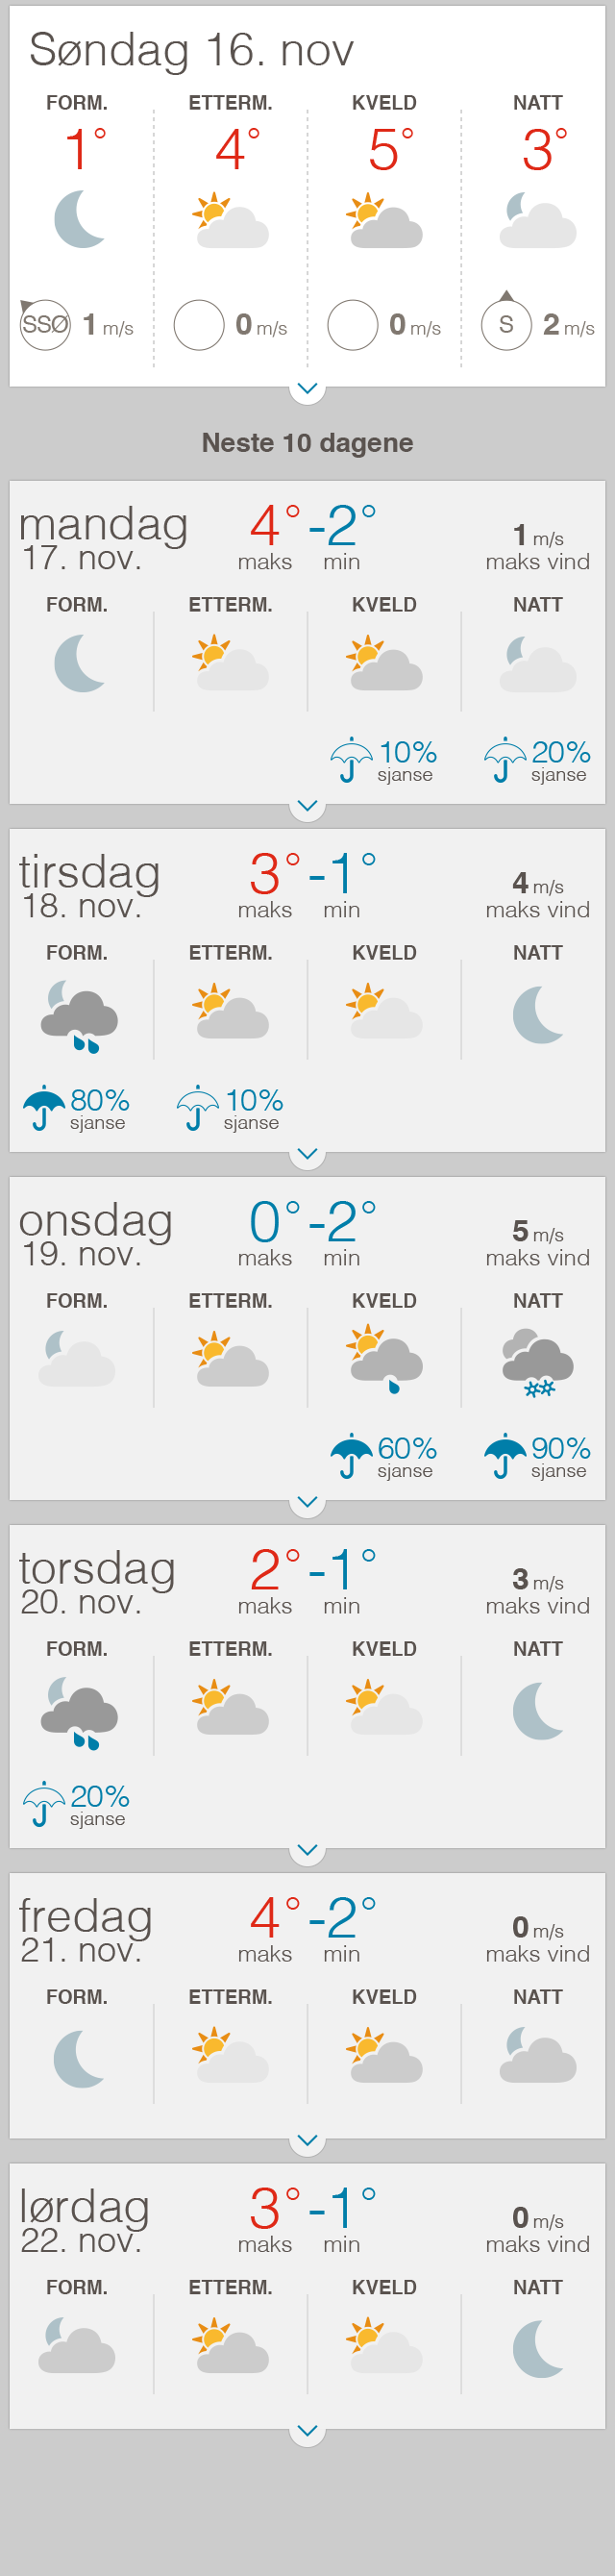 Søndag 16. nov
FORM. ETTERM. KVELD NATT
1° 4° 5° 3°
SSØ 1 m/s 0 m/s 0 m/s S 2 m/s
Neste 10 dagene
mandag 4° -2° 1 m/s
17. nov. maks min maks vind
FORM. ETTERM. KVELD NATT
10% 20%
sjanse sjanse
tirsdag 3° -1° 4 m/s
18. nov. maks min maks vind
FORM. ETTERM. KVELD NATT
80% 10%
sjanse sjanse
onsdag 0° -2° 5 m/s
19. nov. maks min maks vind
FORM. ETTERM. KVELD NATT
60% 90%
sjanse sjanse
torsdag 2° -1° 3 m/s
20. nov. maks min maks vind
FORM. ETTERM. KVELD NATT
20%
sjanse
fredag 4° -2° 0 m/s
21. nov. maks min maks vind
FORM. ETTERM. KVELD NATT
lørdag 3° -1° 0 m/s
22. nov. maks min maks vind
FORM. ETTERM. KVELD NATT